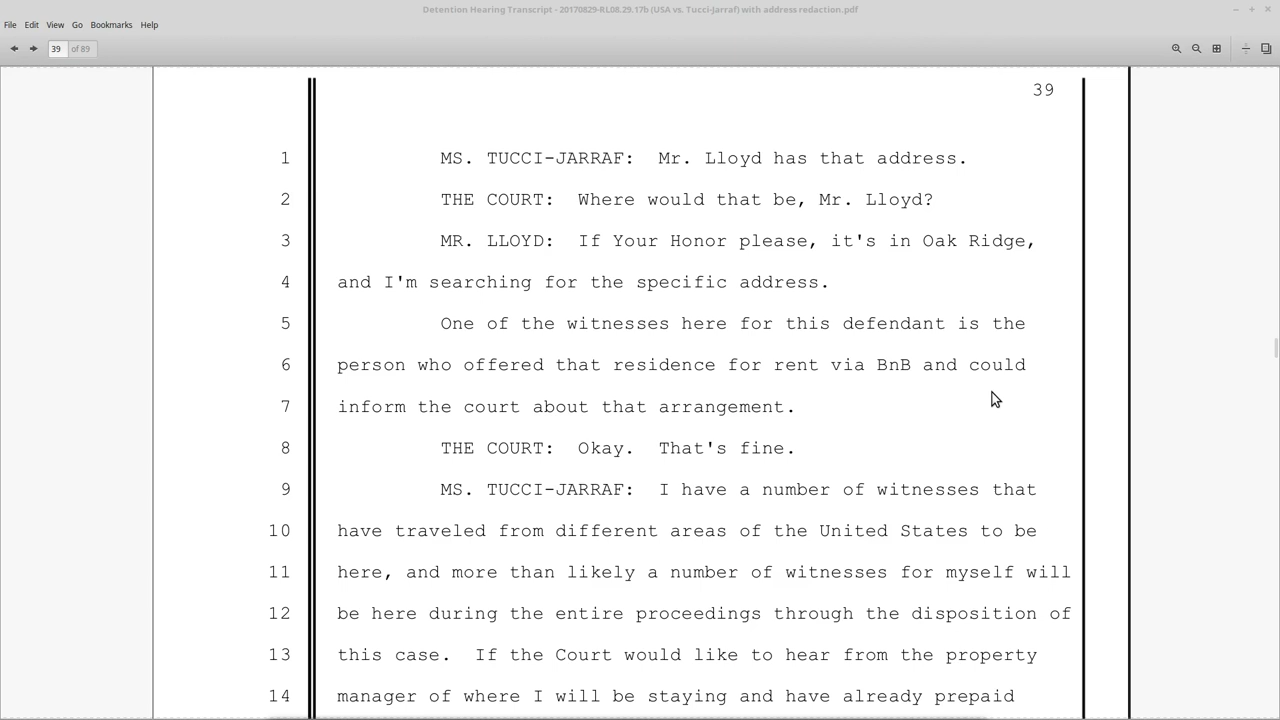 Detention Hearing Transcript - 20170829-RL08.29.17b (USA vs. Tucci-Jarraf) with address redaction.pdf
File Edit View Go Bookmarks Help
39 of 89
39
1 MS. TUCCI-JARRAF: Mr. Lloyd has that address.
2 THE COURT: Where would that be, Mr. Lloyd?
3 MR. LLOYD: If Your Honor please, it's in Oak Ridge,
4 and I'm searching for the specific address.
5 One of the witnesses here for this defendant is the
6 person who offered that residence for rent via BnB and could
7 inform the court about that arrangement.
8 THE COURT: Okay. That's fine.
9 MS. TUCCI-JARRAF: I have a number of witnesses that
10 have traveled from different areas of the United States to be
11 here, and more than likely a number of witnesses for myself will
12 be here during the entire proceedings through the disposition of
13 this case. If the Court would like to hear from the property
14 manager of where I will be staying and have already prepaid